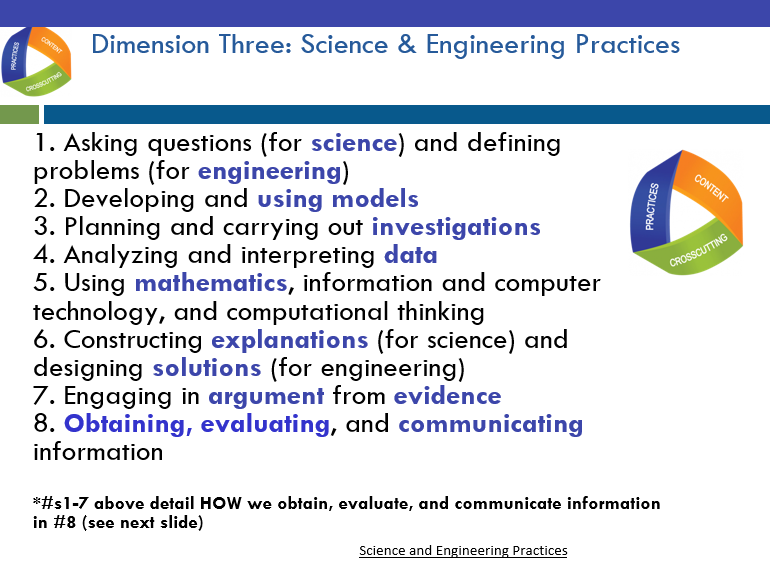 Dimension Three: Science & Engineering Practices
PRACTICES
CONTENT
CROSSCUTTING
1. Asking questions (for science) and defining
problems (for engineering)
2. Developing and using models
3. Planning and carrying out investigations
4. Analyzing and interpreting data
5. Using mathematics, information and computer
technology, and computational thinking
6. Constructing explanations (for science) and
designing solutions (for engineering)
7. Engaging in argument from evidence
8. Obtaining, evaluating, and communicating
information
PRACTICES
CONTENT
CROSSCUTTING
*#s1-7 above detail HOW we obtain, evaluate, and communicate information
in #8 (see next slide)
Science and Engineering Practices